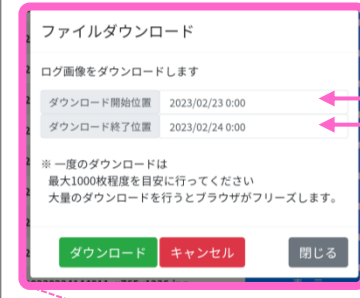 ファイルダウンロード
ログ画像をダウンロードします
ダウンロード開始位置 2023/02/23 0:00
ダウンロード終了位置 2023/02/24 0:00
※ 一度のダウンロードは
最大1000枚程度を目安に行ってください
大量のダウンロードを行うとブラウザがフリーズします。
ダウンロード キャンセル 閉じる